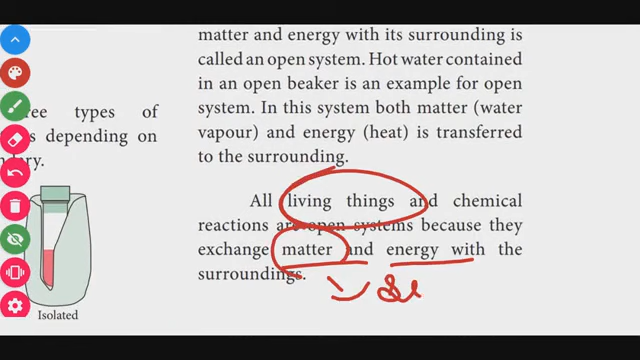 matter and energy with its surrounding is
called an open system. Hot water contained
in an open beaker is an example for open
system. In this system both matter (water
vapour) and energy (heat) is transferred
to the surrounding.
All living things and chemical
reactions are open systems because they
exchange matter and energy with the
surroundings.
ree types of
s depending on
ndary.
Isolated